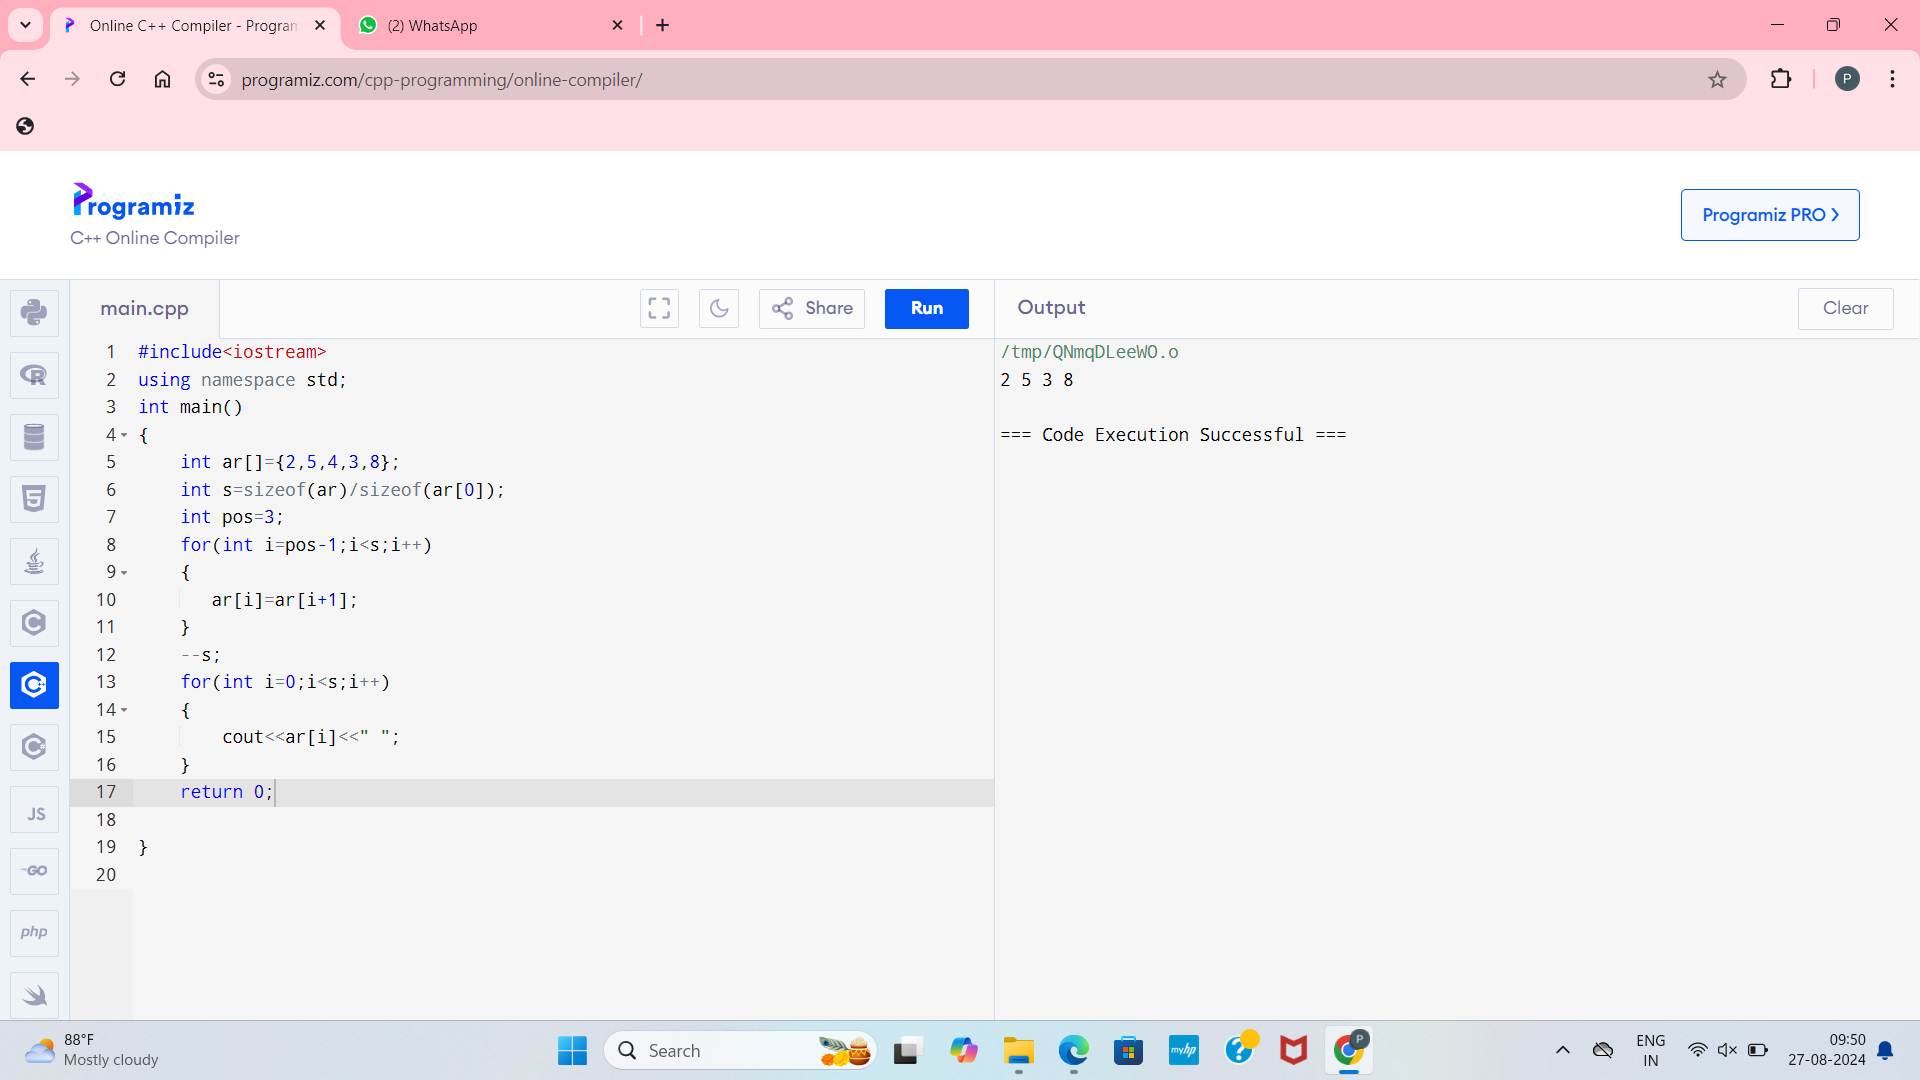 Online C++ Compiler - Program
(2) WhatsApp
programiz.com/cpp-programming/online-compiler/
P
Programiz
C++ Online Compiler
Programiz PRO
main.cpp
Share
Run
Output
Clear
1 #include<iostream>
2 using namespace std;
3 int main()
4 {
5 int ar[]={2,5,4,3,8};
6 int s=sizeof(ar)/sizeof(ar[0]);
7 int pos=3;
8 for(int i=pos-1;i<s;i++)
9 {
10 ar[i]=ar[i+1];
11 }
12 --s;
13 for(int i=0;i<s;i++)
14 {
15 cout<<ar[i]<<" ";
16 }
17 return 0;
18
19 }
20
/tmp/QNmqDLeeWO.o
2 5 3 8
=== Code Execution Successful ===
JS
GO
php
88°F
Mostly cloudy
Search
myhp
P
ENG
IN
09:50
27-08-2024